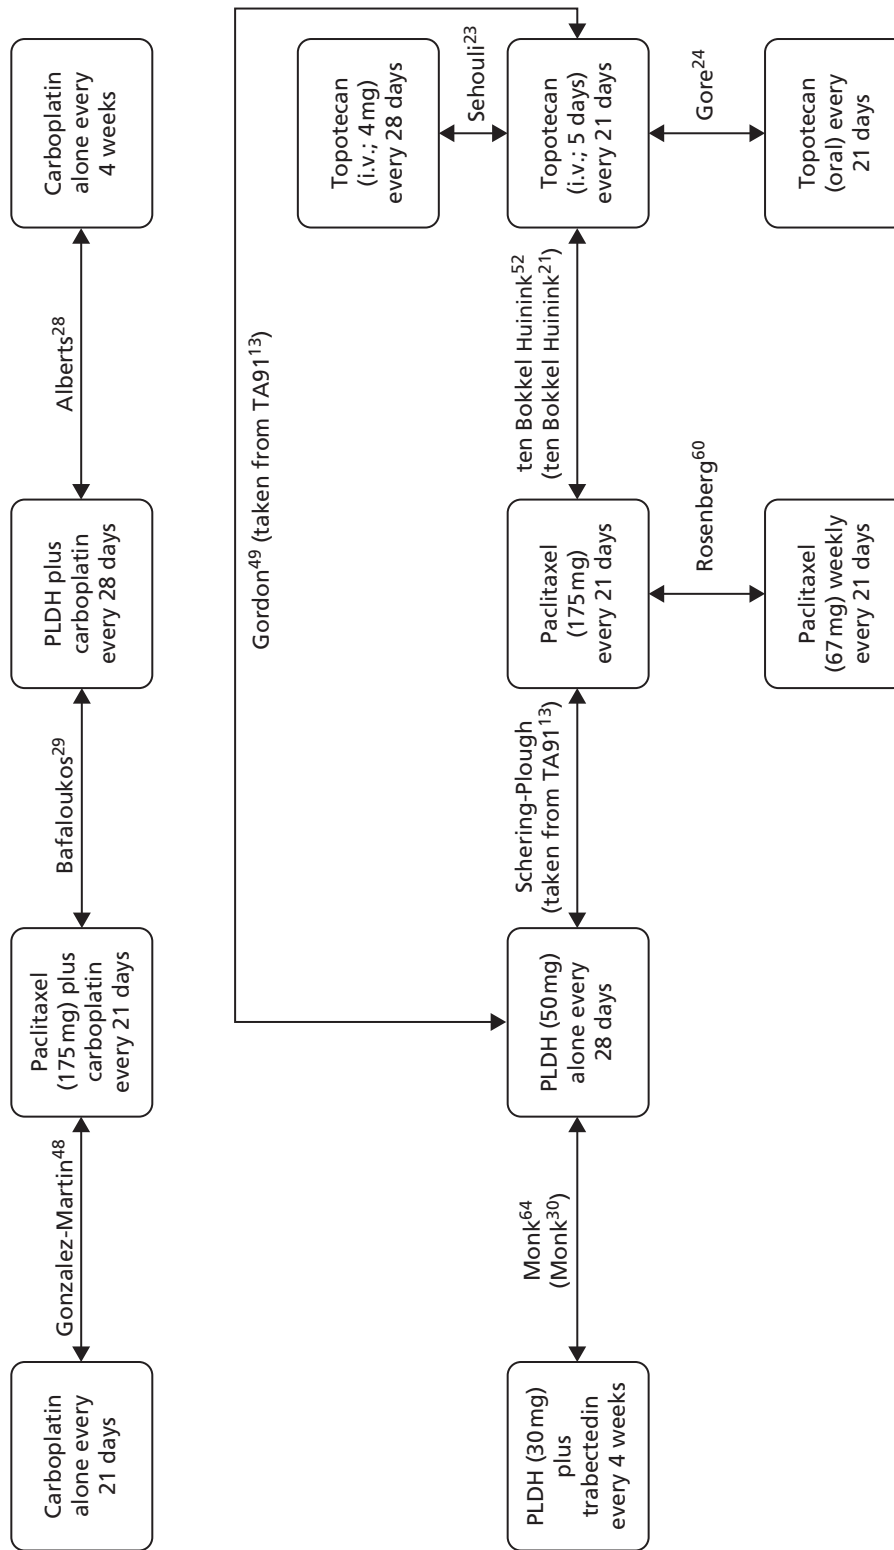 Carboplatin
alone every
21 days
Gonzalez-Martin⁴⁸
Paclitaxel
(175 mg) plus
carboplatin
every 21 days
Bafaloukos²⁹
PLDH plus
carboplatin
every 28 days
Alberts²⁸
Carboplatin
alone every
4 weeks
Gordon⁴⁹ (taken from TA91¹³)
Topotecan
(i.v.; 4 mg)
every 28 days
Sehouli²³
PLDH (30 mg)
plus
trabectedin
every 4 weeks
Monk⁶⁴
(Monk³⁰)
PLDH (50 mg)
alone every
28 days
Schering-Plough
(taken from TA91¹³)
Paclitaxel
(175 mg)
every 21 days
ten Bokkel Huinink⁵²
(ten Bokkel Huinink²¹)
Topotecan
(i.v.; 5 days)
every 21 days
Rosenberg⁶⁰
Gore²⁴
Paclitaxel
(67 mg) weekly
every 21 days
Topotecan
(oral) every
21 days